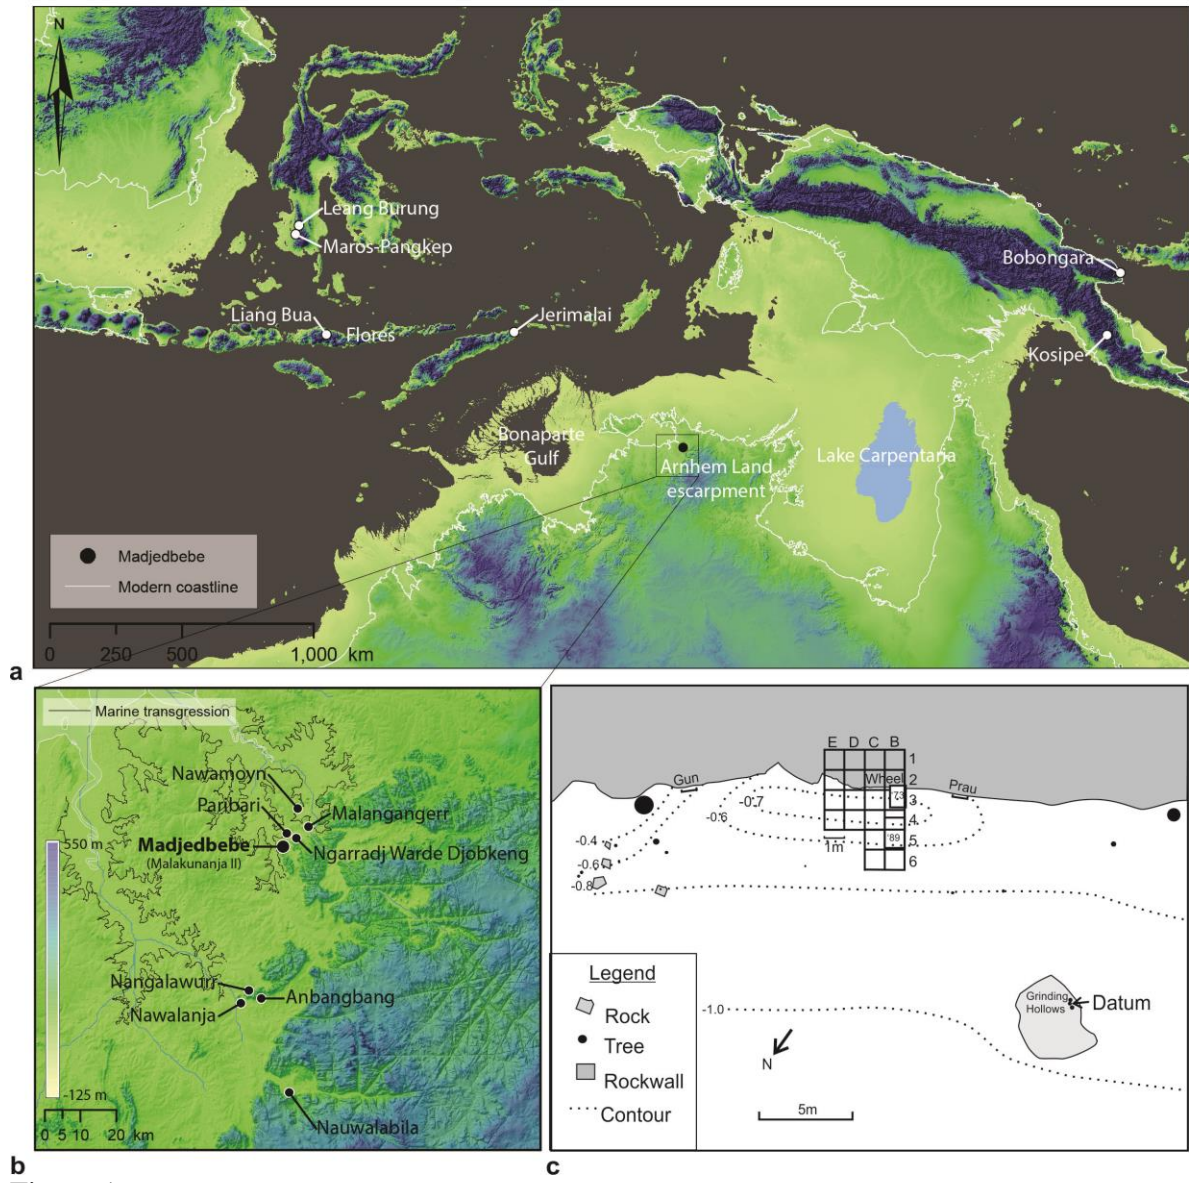 N
Leang Burung
Maros-Pangkep
Bobongara
Liang Bua
Flores
Jerimalai
Kosipe
Bonaparte
Gulf
Arnhem Land
escarpment
Lake Carpentaria
Madjedbebe
Modern coastline
0 250 500 1,000 km
a
Marine transgression
Nawamoyn
Paribari
Malangangerr
Madjedbebe
(Malakunanja II)
Ngarradj Warde Djobkeng
550 m
Nangalawurr
Anbangbang
Nawalanja
-125 m
Nauwalabila
0 5 10 20 km
b
E D C B
1
Wheel 2
Gun
Prau
'73 3
-0.7
-0.6
4
-0.4
1m
'89 5
-0.6
6
-0.8
Legend
Rock
Tree
Rockwall
Contour
-1.0
N
5m
Grinding
Hollows
Datum
c